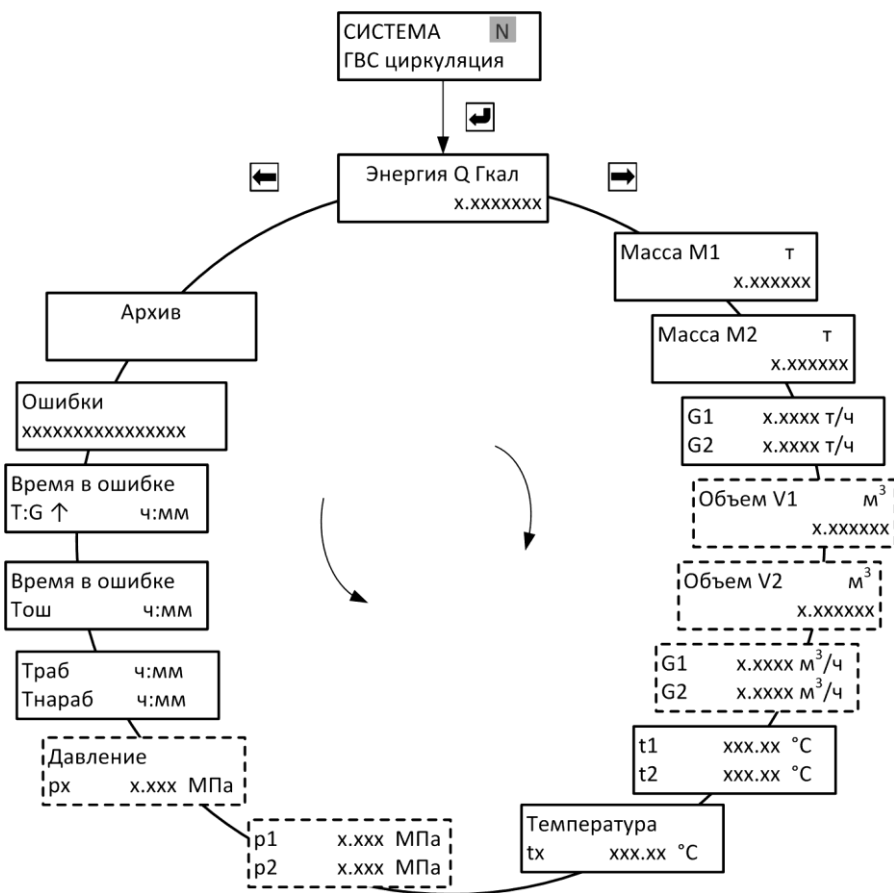 СИСТЕМА N
ГВС циркуляция
Энергия Q Гкал
x.xxxxxxx
Масса М1 т
x.xxxxxx
Масса М2 т
x.xxxxxx
G1 x.xxxx т/ч
G2 x.xxxx т/ч
Объем V1 м³
x.xxxxxx
Объем V2 м³
x.xxxxxx
G1 x.xxxx м³/ч
G2 x.xxxx м³/ч
t1 xxx.xx °C
t2 xxx.xx °C
Температура
tx xxx.xx °C
p1 x.xxx МПа
p2 x.xxx МПа
Давление
px x.xxx МПа
Траб ч:мм
Тнараб ч:мм
Время в ошибке
Тош ч:мм
Время в ошибке
T:G ↑ ч:мм
Ошибки
xxxxxxxxxxxxxxxx
Архив